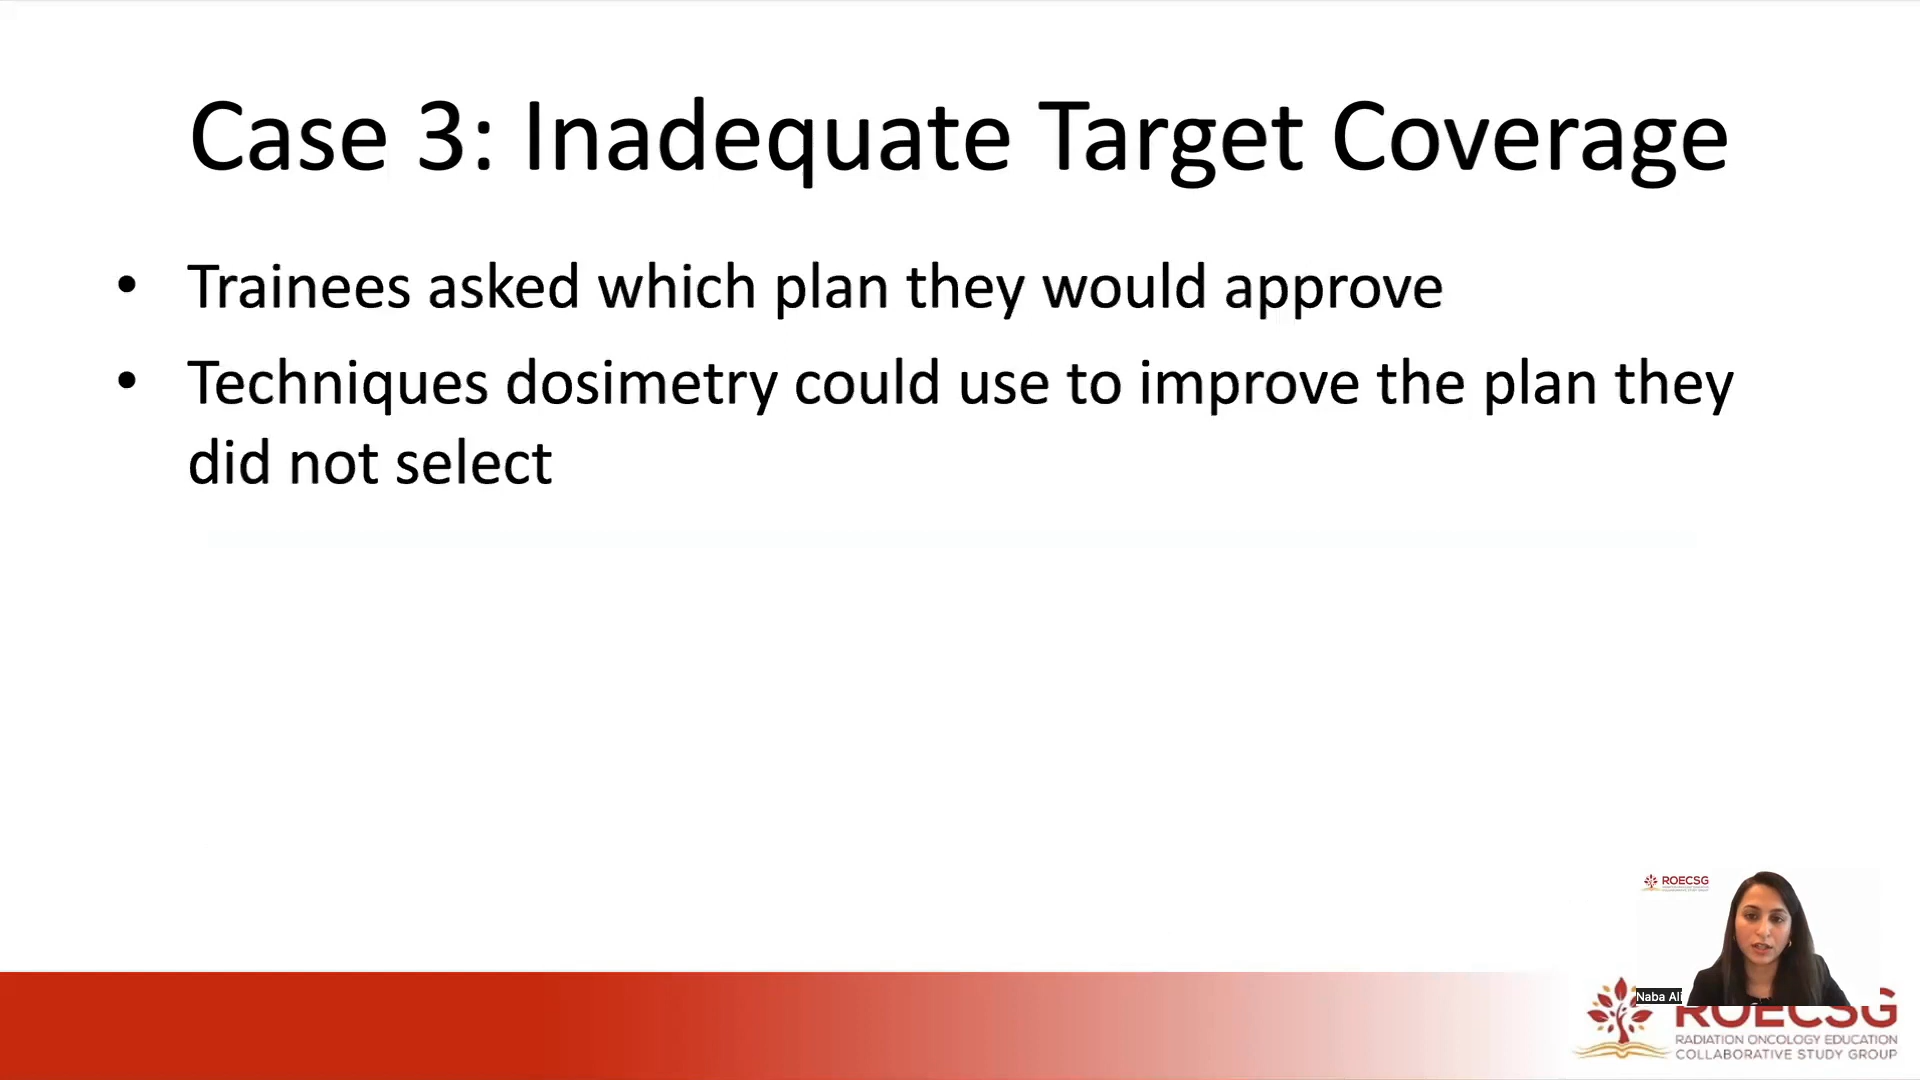 Case 3: Inadequate Target Coverage
• Trainees asked which plan they would approve
• Techniques dosimetry could use to improve the plan they
did not select
ROECSG
Naba Ali
ROECSG
RADIATION ONCOLOGY EDUCATION
COLLABORATIVE STUDY GROUP